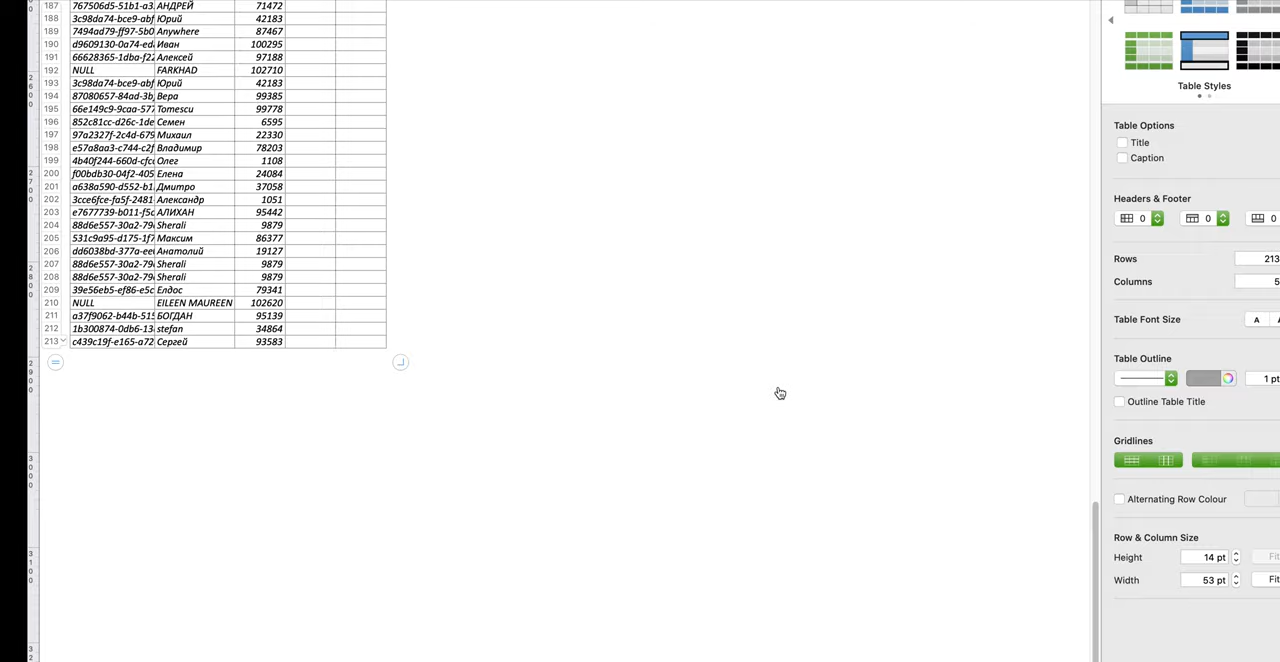 187 767506d5-51b1-a3. АНДРЕЙ 71472
188 3c98da74-bce9-abf Юрий 42183
189 7494ad79-ff97-5b0 Anywhere 87467
190 d9609130-0a74-eda Иван 100295
191 66628365-1dba-f22 Алексей 97188
192 NULL FARKHAD 102710
193 3c98da74-bce9-abf Юрий 42183
194 87080657-84ad-3b Вера 99385
195 66e149c9-9caa-577 Tomescu 99778
196 852c81cc-d26c-1de Семен 6595
197 97a2327f-2c4d-679 Михаил 22330
198 e57a8aa3-c744-c2f Владимир 78203
199 4b40f244-660d-cfc Олег 1108
200 f00bdb30-04f2-405 Елена 24084
201 a638a590-d552-b1 Дмитро 37058
202 3cce6fce-fa5f-2481 Александр 1051
203 e7677739-b011-f5c АЛИХАН 95442
204 88d6e557-30a2-79 Sherali 9879
205 531c9a95-d175-1f7 Максим 86377
206 dd6038bd-377a-ee Анатолий 19127
207 88d6e557-30a2-79 Sherali 9879
208 88d6e557-30a2-79 Sherali 9879
209 39e56eb5-ef86-e5c Елдос 79341
210 NULL EILEEN MAUREEN 102620
211 a37f9062-b44b-515 БОГДАН 95139
212 1b300874-0db6-13 stefan 34864
213 c439c19f-e165-a72 Сергей 93583
2600
2700
2800
2900
3000
3100
32
Table Styles
Table Options
Title
Caption
Headers & Footer
0 0 0
Rows 213
Columns 5
Table Font Size A
Table Outline
1 pt
Outline Table Title
Gridlines
Alternating Row Colour
Row & Column Size
Height 14 pt Fit
Width 53 pt Fit